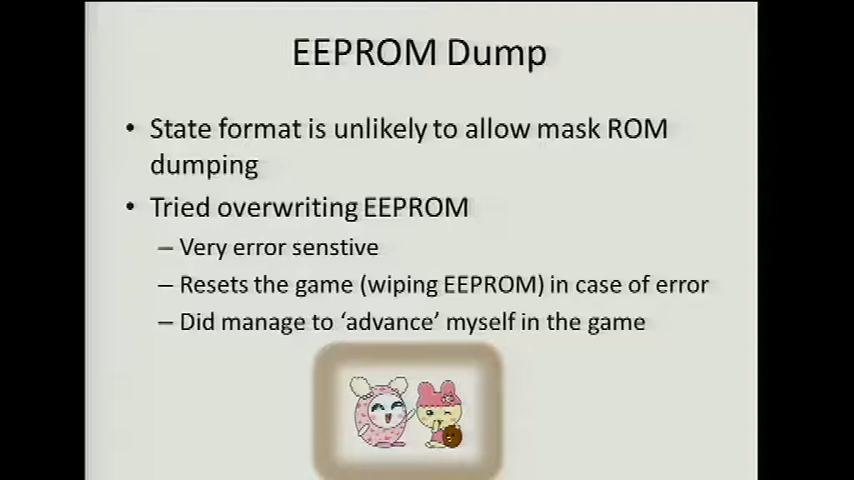 EEPROM Dump
• State format is unlikely to allow mask ROM
dumping
• Tried overwriting EEPROM
– Very error senstive
– Resets the game (wiping EEPROM) in case of error
– Did manage to ‘advance’ myself in the game